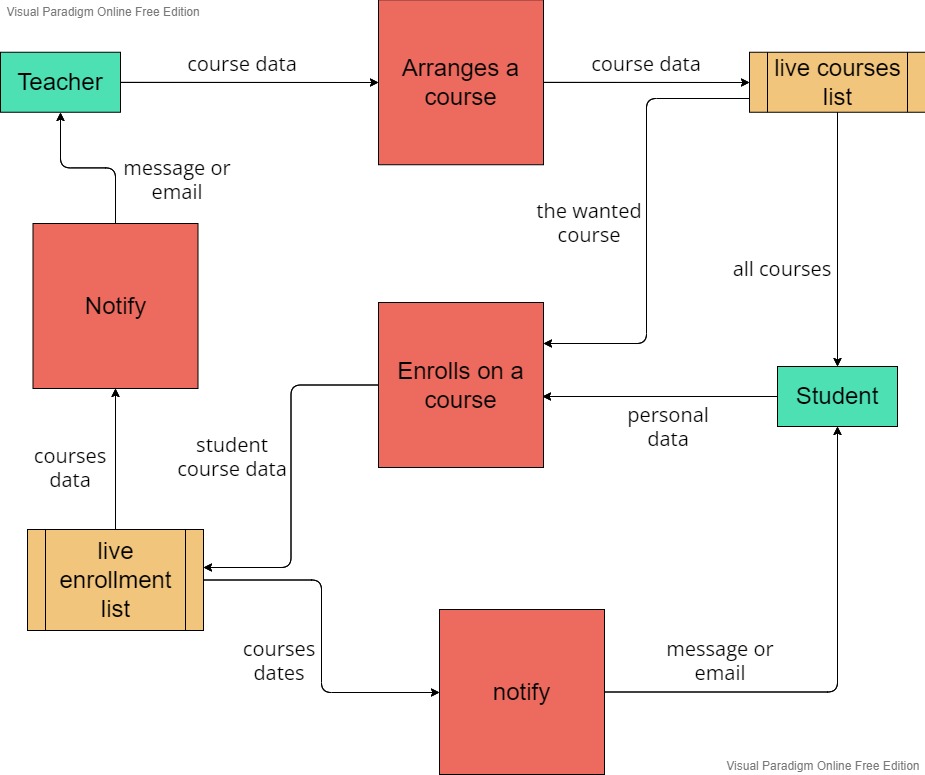 Visual Paradigm Online Free Edition
Teacher
course data
Arranges a
course
course data
live courses
list
message or
email
the wanted
course
all courses
Notify
Enrolls on a
course
Student
personal
data
courses
data
student
course data
live
enrollment
list
courses
dates
notify
message or
email
Visual Paradigm Online Free Edition